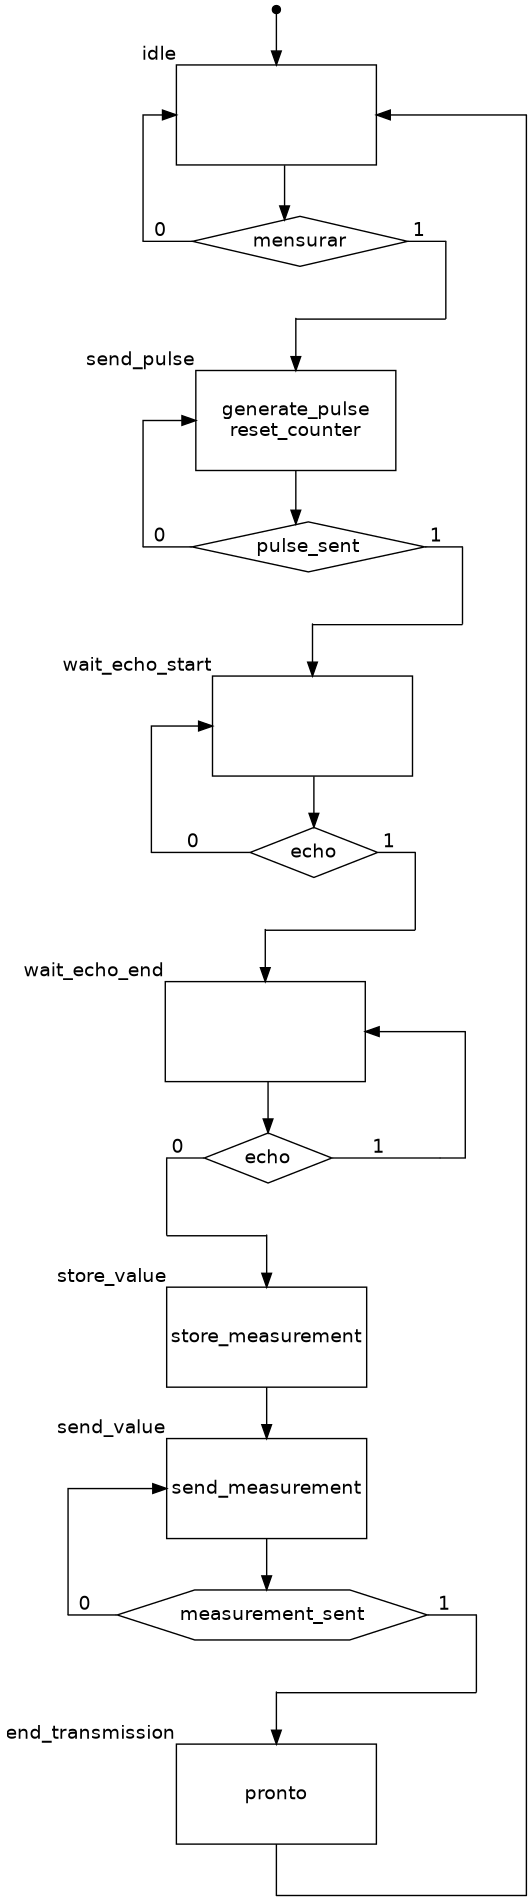 idle
mensurar
0
1
send_pulse
generate_pulse
reset_counter
0
pulse_sent
1
wait_echo_start
0
echo
1
wait_echo_end
0
echo
1
store_value
store_measurement
send_value
send_measurement
0
measurement_sent
1
end_transmission
pronto